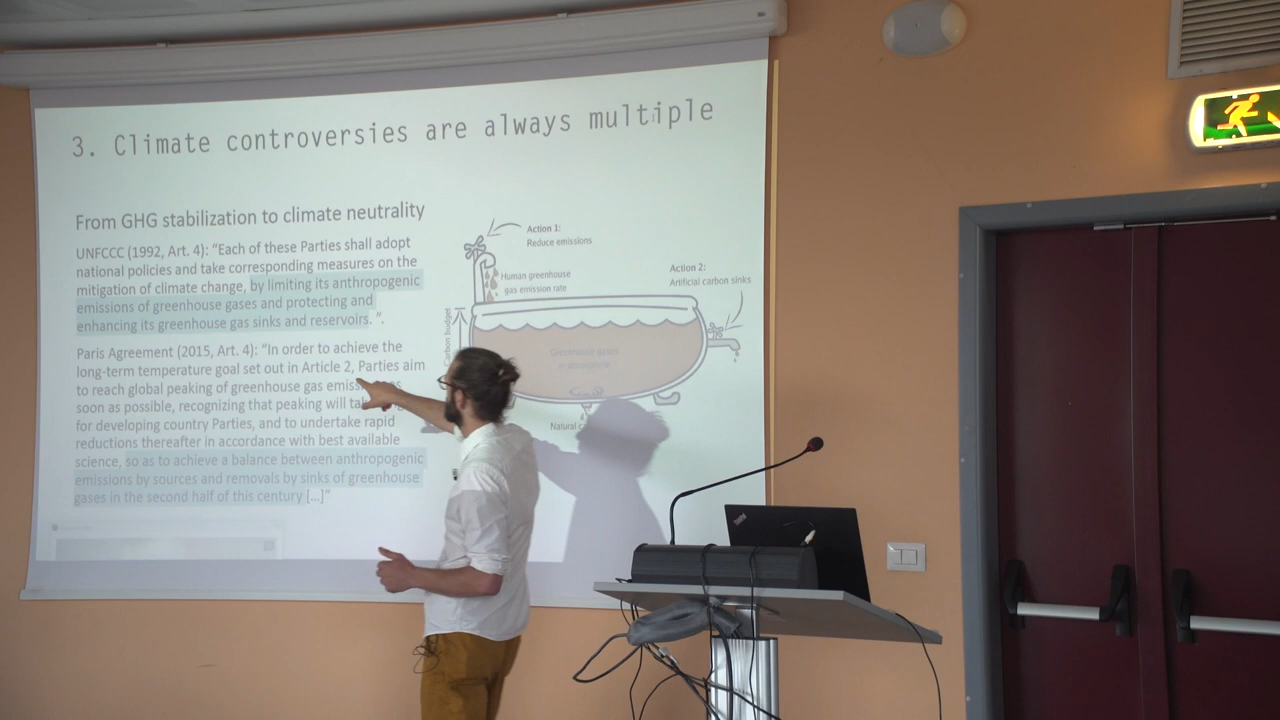 3. Climate controversies are always multiple
From GHG stabilization to climate neutrality
UNFCCC (1992, Art. 4): “Each of these Parties shall adopt
national policies and take corresponding measures on the
mitigation of climate change, by limiting its anthropogenic
emissions of greenhouse gases and protecting and
enhancing its greenhouse gas sinks and reservoirs. ”.
Paris Agreement (2015, Art. 4): “In order to achieve the
long-term temperature goal set out in Article 2, Parties aim
to reach global peaking of greenhouse gas
soon as possible, recognizing that peaking will
for developing country Parties, and to undertake rapid
reductions thereafter in accordance with best available
science, so as to achieve a balance between anthropogenic
emissions by sources and removals by sinks of greenhouse
gases in the second half of this century [...]”
Action 1:
Reduce emissions
Human greenhouse
gas emission rate
Action 2:
Artificial carbon sinks
Carbon budget
Greenhouse gases
in atmosphere
Natural
ThinkPad